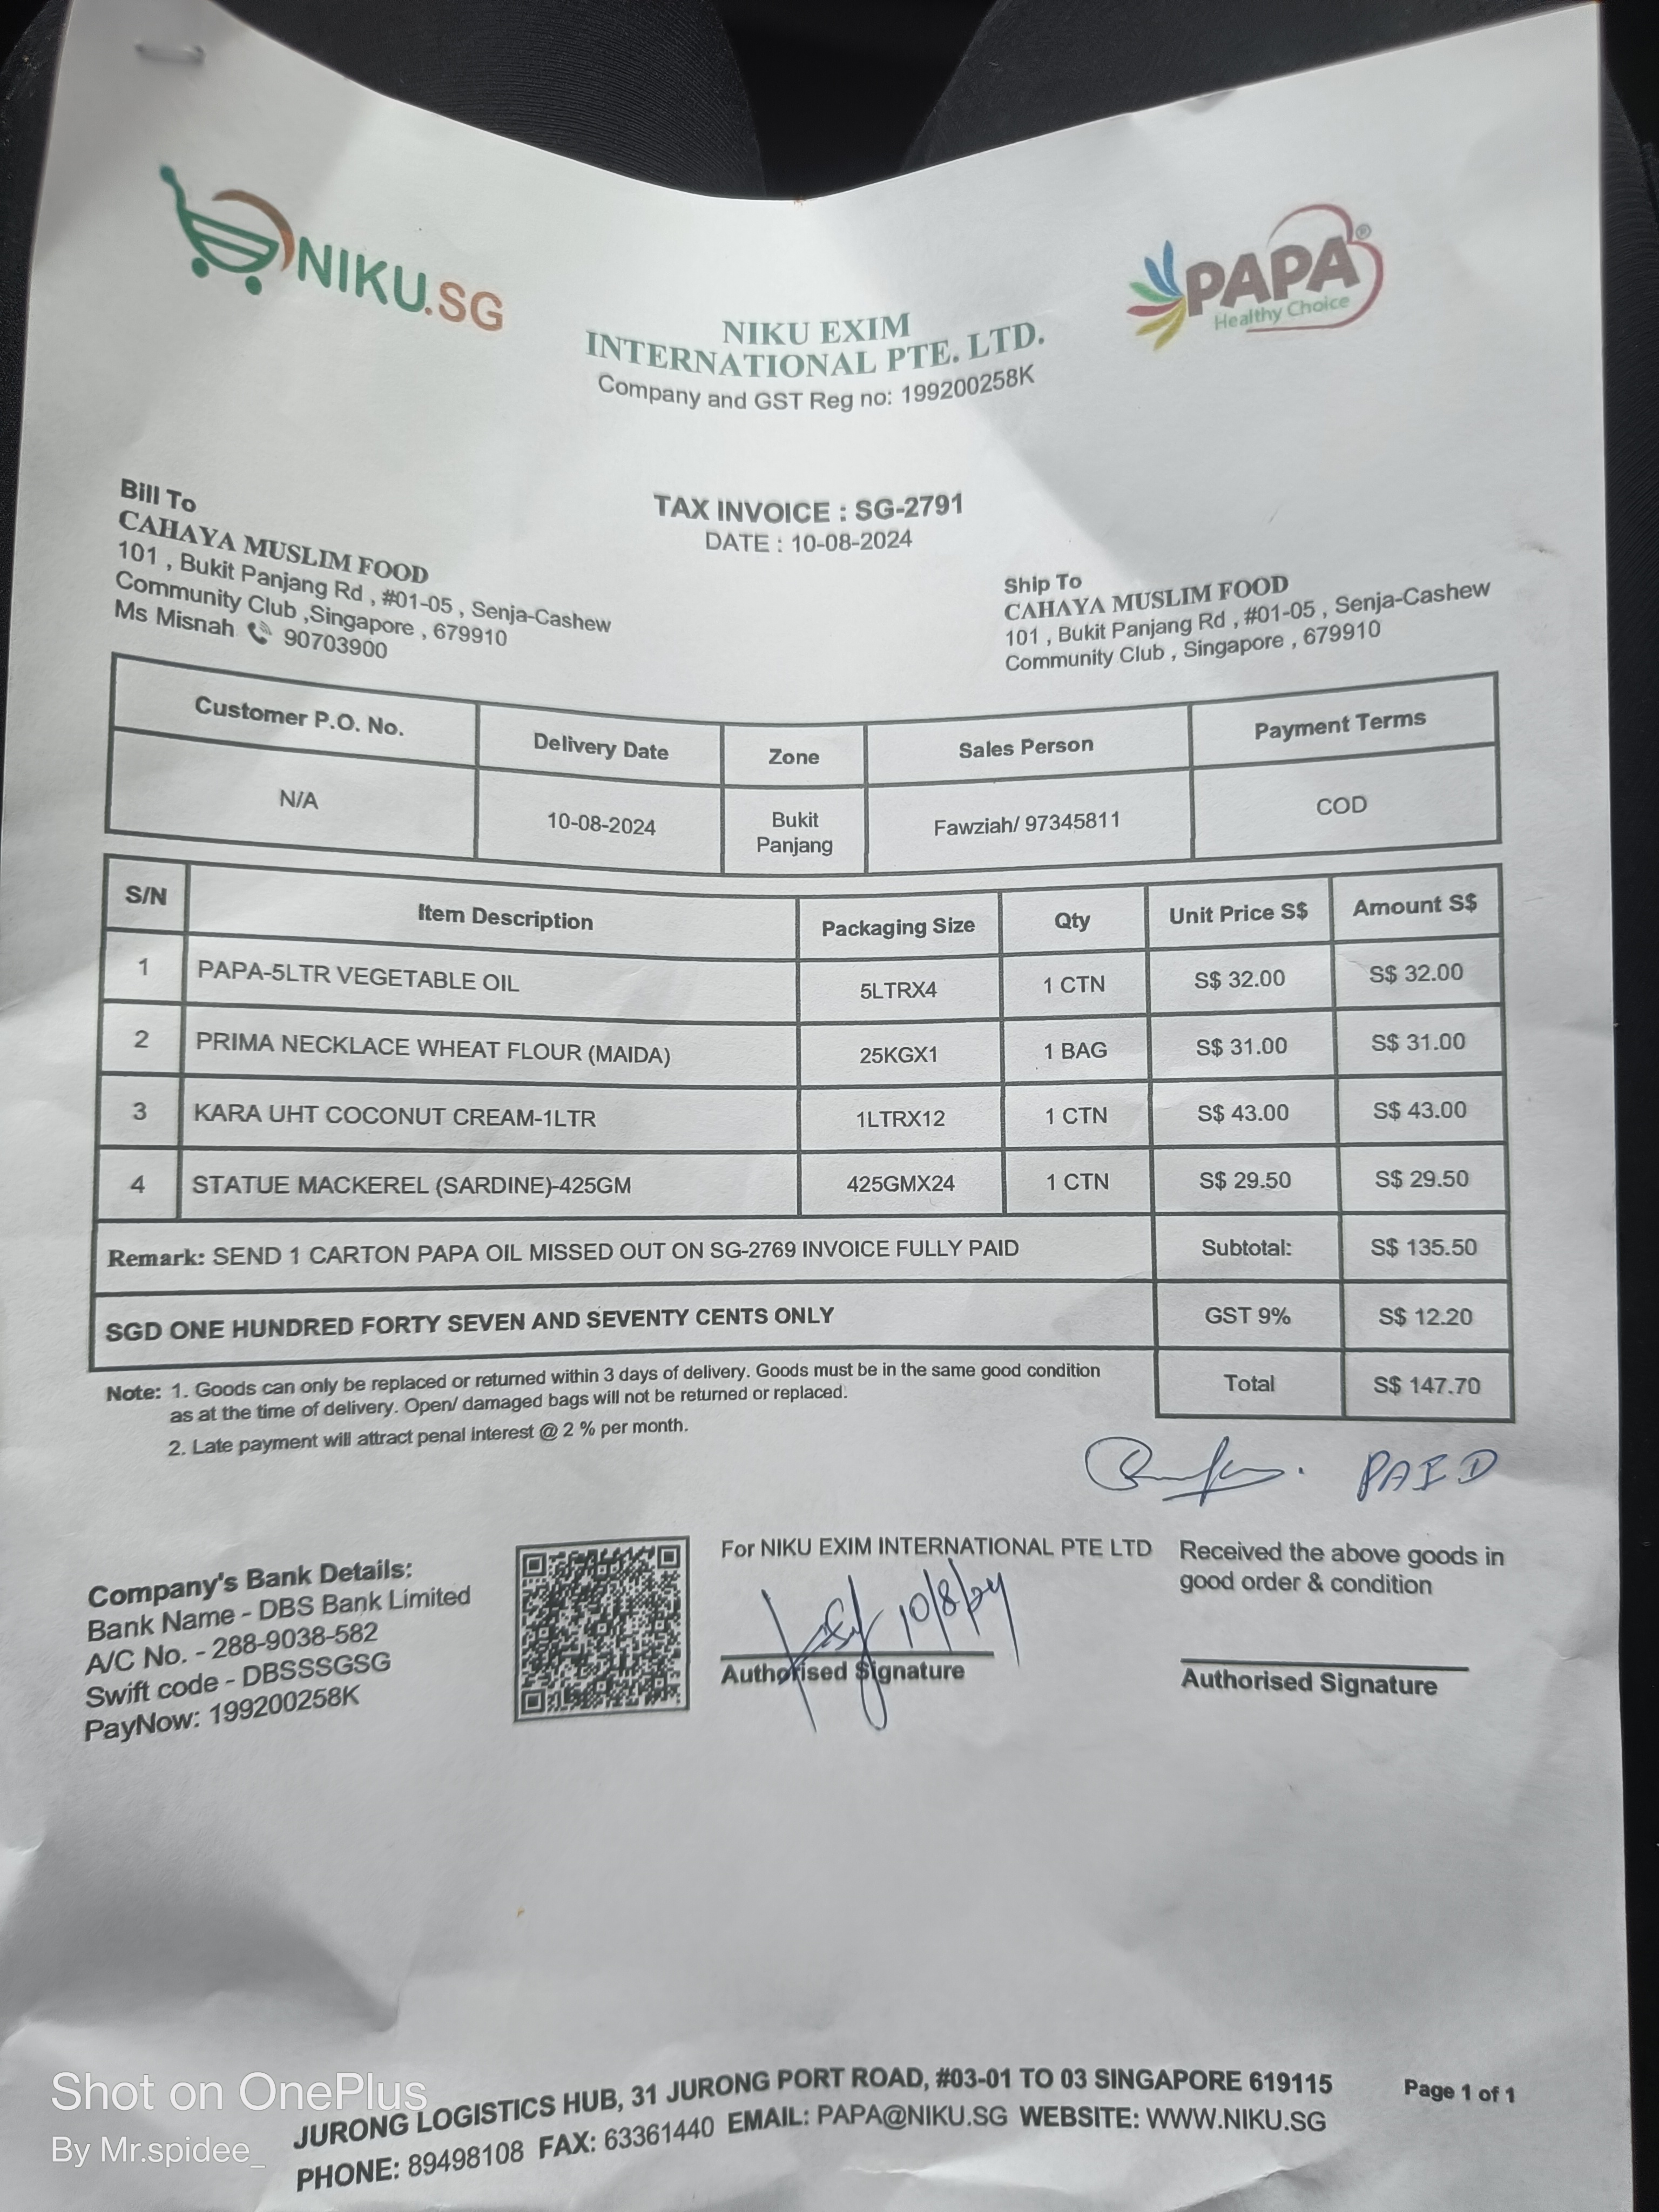 NIKU.SG
PAPA®
Healthy Choice
NIKU EXIM
INTERNATIONAL PTE. LTD.
Company and GST Reg no: 199200258K
TAX INVOICE : SG-2791
DATE : 10-08-2024
Bill To
CAHAYA MUSLIM FOOD
101 , Bukit Panjang Rd , #01-05 , Senja-Cashew
Community Club ,Singapore , 679910
Ms Misnah 90703900
Ship To
CAHAYA MUSLIM FOOD
101 , Bukit Panjang Rd , #01-05 , Senja-Cashew
Community Club , Singapore , 679910
Customer P.O. No. Delivery Date Zone Sales Person Payment Terms
N/A 10-08-2024 Bukit Panjang Fawziah/ 97345811 COD
S/N Item Description Packaging Size Qty Unit Price S$ Amount S$
1 PAPA-5LTR VEGETABLE OIL 5LTRX4 1 CTN S$ 32.00 S$ 32.00
2 PRIMA NECKLACE WHEAT FLOUR (MAIDA) 25KGX1 1 BAG S$ 31.00 S$ 31.00
3 KARA UHT COCONUT CREAM-1LTR 1LTRX12 1 CTN S$ 43.00 S$ 43.00
4 STATUE MACKEREL (SARDINE)-425GM 425GMX24 1 CTN S$ 29.50 S$ 29.50
Remark: SEND 1 CARTON PAPA OIL MISSED OUT ON SG-2769 INVOICE FULLY PAID Subtotal: S$ 135.50
SGD ONE HUNDRED FORTY SEVEN AND SEVENTY CENTS ONLY GST 9% S$ 12.20
Total S$ 147.70
Note: 1. Goods can only be replaced or returned within 3 days of delivery. Goods must be in the same good condition
as at the time of delivery. Open/ damaged bags will not be returned or replaced.
2. Late payment will attract penal interest @ 2 % per month.
PAID
Company's Bank Details:
Bank Name - DBS Bank Limited
A/C No. - 288-9038-582
Swift code - DBSSSGSG
PayNow: 199200258K
For NIKU EXIM INTERNATIONAL PTE LTD
10/8/24
Authorised Signature
Received the above goods in
good order & condition
Authorised Signature
JURONG LOGISTICS HUB, 31 JURONG PORT ROAD, #03-01 TO 03 SINGAPORE 619115
PHONE: 89498108 FAX: 63361440 EMAIL: PAPA@NIKU.SG WEBSITE: WWW.NIKU.SG
Page 1 of 1
Shot on OnePlus
By Mr.spidee_